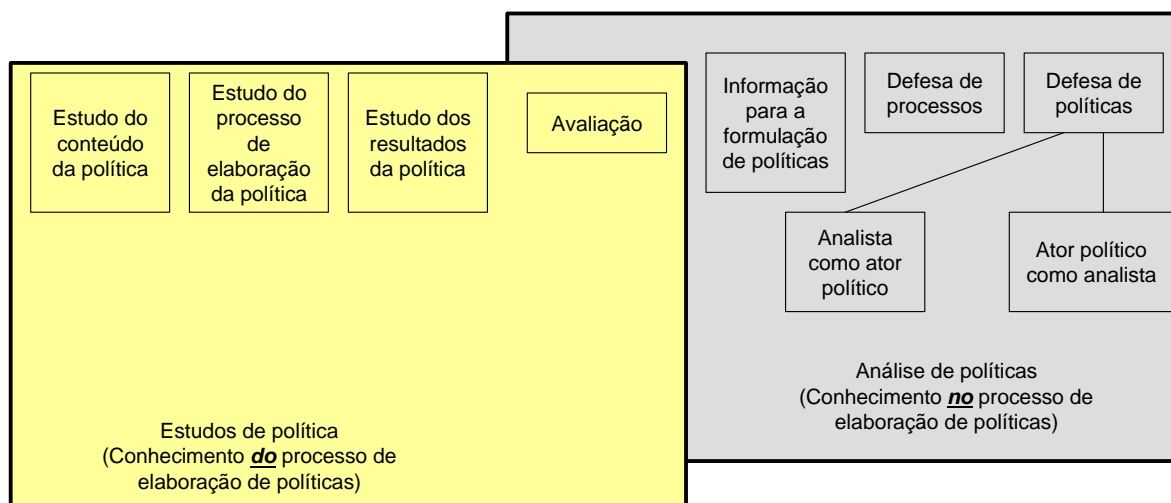 Estudo do
conteúdo
da política
Estudo do
processo
de
elaboração
da política
Estudo dos
resultados
da política
Avaliação
Informação
para a
formulação
de políticas
Defesa de
processos
Defesa de
políticas
Analista
como ator
político
Ator político
como analista
Análise de políticas
(Conhecimento no processo de
elaboração de políticas)
Estudos de política
(Conhecimento do processo de
elaboração de políticas)